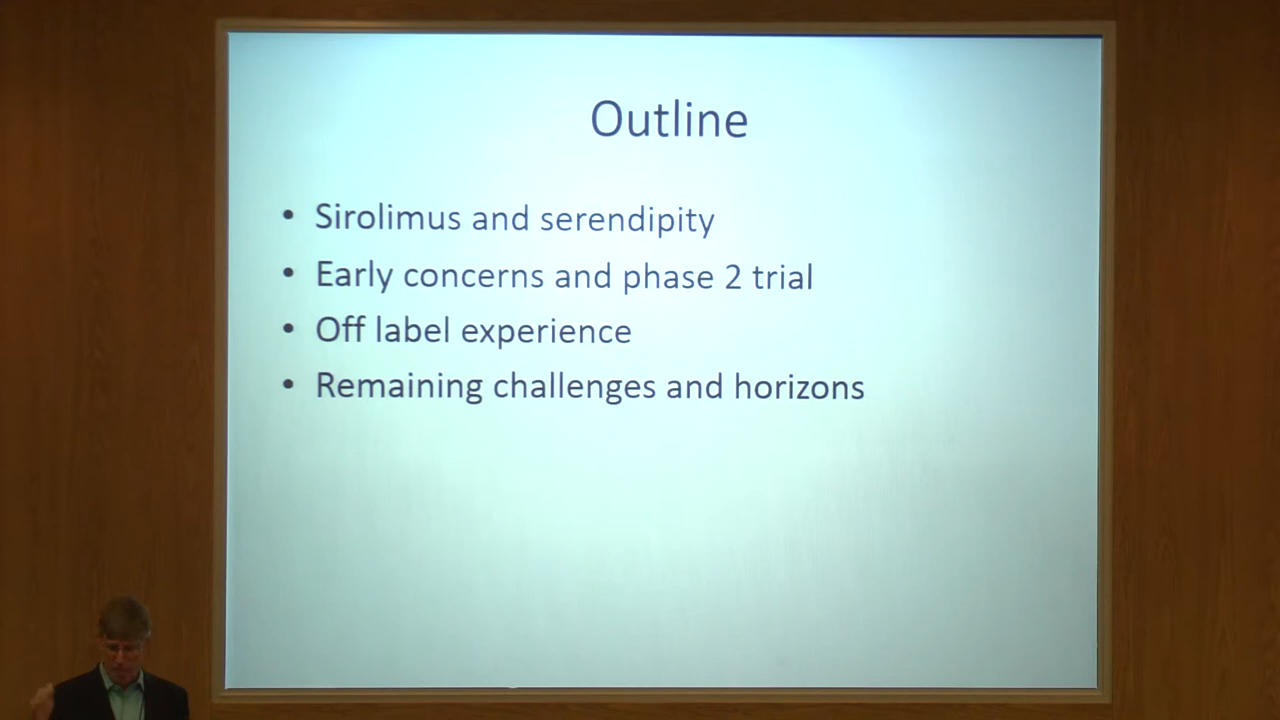 Outline
• Sirolimus and serendipity
• Early concerns and phase 2 trial
• Off label experience
• Remaining challenges and horizons